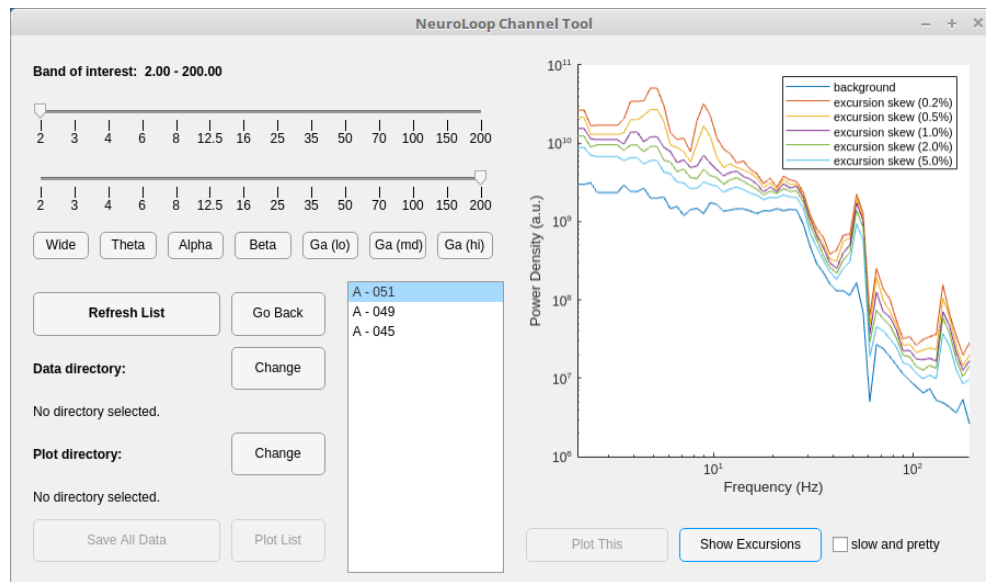 NeuroLoop Channel Tool
Band of interest: 2.00 - 200.00
2 3 4 6 8 12.5 16 25 35 50 70 100 150 200
2 3 4 6 8 12.5 16 25 35 50 70 100 150 200
Wide Theta Alpha Beta Ga (lo) Ga (md) Ga (hi)
Refresh List Go Back
Data directory: Change
No directory selected.
Plot directory: Change
No directory selected.
Save All Data Plot List
A - 051
A - 049
A - 045
10¹¹
10¹⁰
10⁹
10⁸
10⁷
10⁶
Power Density (a.u.)
background
excursion skew (0.2%)
excursion skew (0.5%)
excursion skew (1.0%)
excursion skew (2.0%)
excursion skew (5.0%)
10¹ 10²
Frequency (Hz)
Plot This Show Excursions slow and pretty